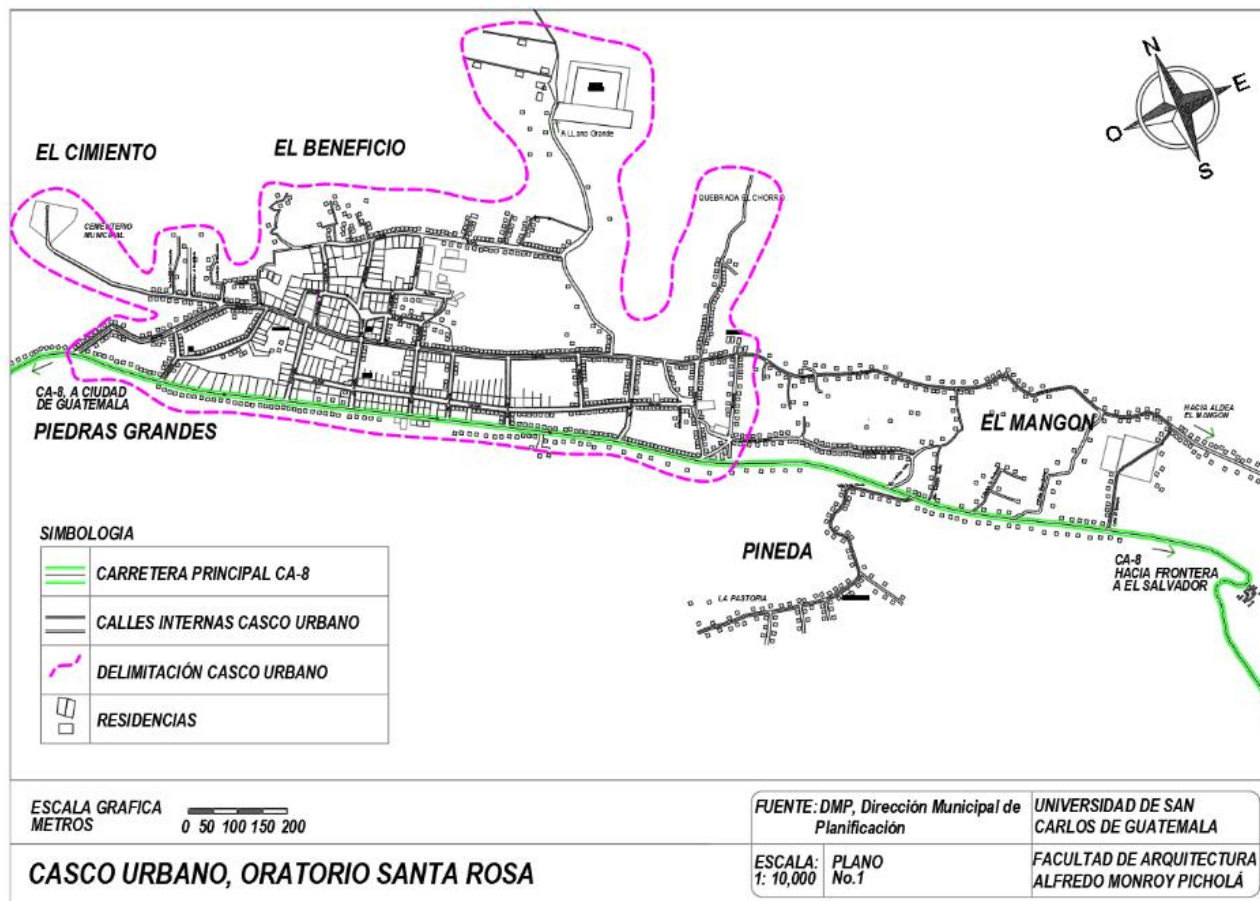 N
E
O
S
EL CIMIENTO
EL BENEFICIO
A LLano Grande
CEMENTERIO
MUNICIPAL
QUEBRADA EL CHORRO
CA-8, A CIUDAD
DE GUATEMALA
PIEDRAS GRANDES
EL MANGON
HACIA ALDEA
EL MANGON
PINEDA
LA PASTORIA
CA-8
HACIA FRONTERA
A EL SALVADOR
SIMBOLOGIA
CARRETERA PRINCIPAL CA-8
CALLES INTERNAS CASCO URBANO
DELIMITACIÓN CASCO URBANO
RESIDENCIAS
ESCALA GRAFICA
METROS
0 50 100 150 200
CASCO URBANO, ORATORIO SANTA ROSA
FUENTE: DMP, Dirección Municipal de
Planificación
UNIVERSIDAD DE SAN
CARLOS DE GUATEMALA
ESCALA:
1: 10,000
PLANO
No.1
FACULTAD DE ARQUITECTURA
ALFREDO MONROY PICHOLÁ